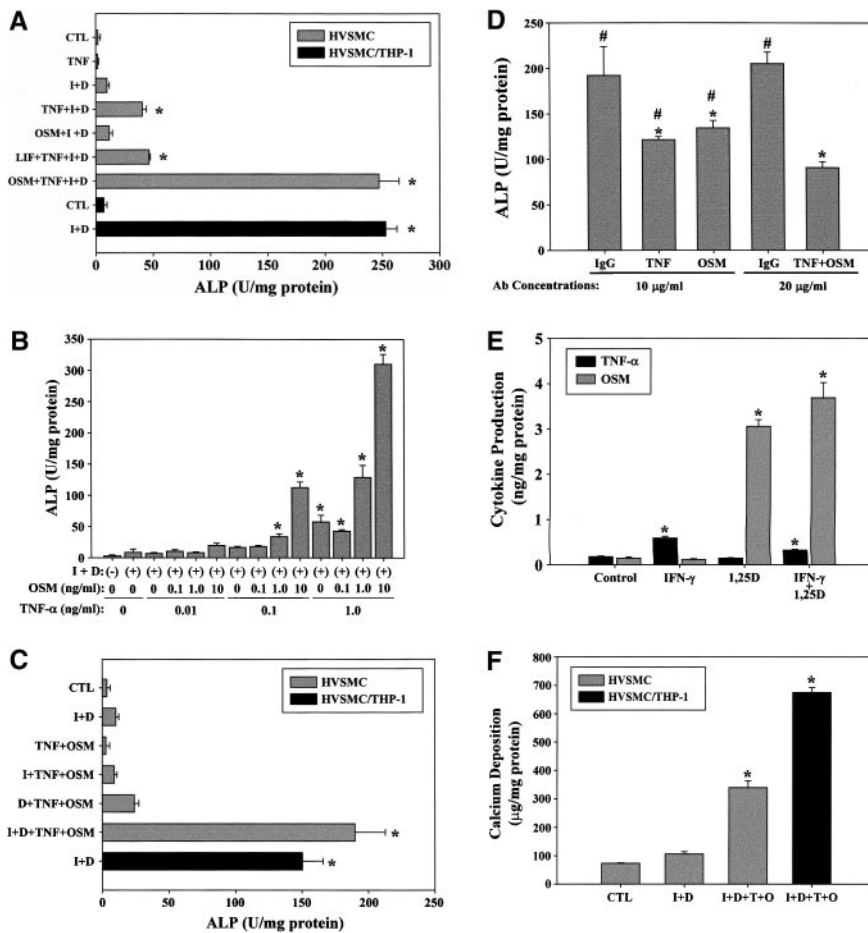 A
HVSMC
HVSMC/THP-1
CTL
TNF
I+D
TNF+I+D *
OSM+I +D
LIF+TNF+I+D *
OSM+TNF+I+D *
CTL
I+D *
0 50 100 150 200 250 300
ALP (U/mg protein)
B
ALP (U/mg protein)
350
300
150
100
50
0
* * * * * *
*
I + D: (-) (+) (+) (+) (+) (+) (+) (+) (+) (+) (+) (+) (+) (+)
OSM (ng/ml): 0 0 0 0.1 1.0 10 0 0.1 1.0 10 0 0.1 1.0 10
TNF-α (ng/ml): 0 0.01 0.1 1.0
C
HVSMC
HVSMC/THP-1
CTL
I+D
TNF+OSM
I+TNF+OSM
D+TNF+OSM
I+D+TNF+OSM *
I+D *
0 50 100 150 200 250
ALP (U/mg protein)
D
ALP (U/mg protein)
250
200
150
100
50
0
# # # #
* * *
IgG TNF OSM IgG TNF+OSM
Ab Concentrations: 10 µg/ml 20 µg/ml
E
TNF-α
OSM
Cytokine Production
(ng/mg protein)
5
4
3
2
1
0
* * * *
Control IFN-γ 1,25D IFN-γ
+
1,25D
F
HVSMC
HVSMC/THP-1
Calcium Deposition
(µg/mg protein)
800
700
600
500
400
300
200
100
0
* *
CTL I+D I+D+T+O I+D+T+O